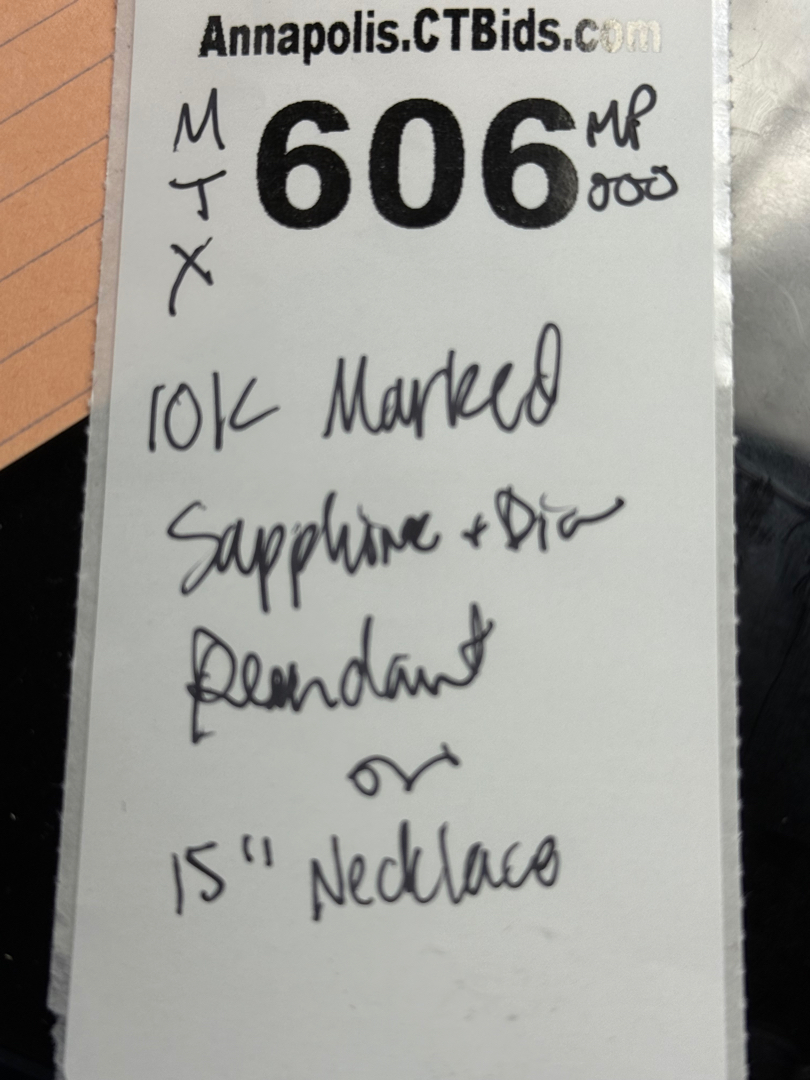 Annapolis.CTBids.com
M
T
X
606
MP
000
10K Marked
Sapphire + Dia
Pendant
on
15" Necklace